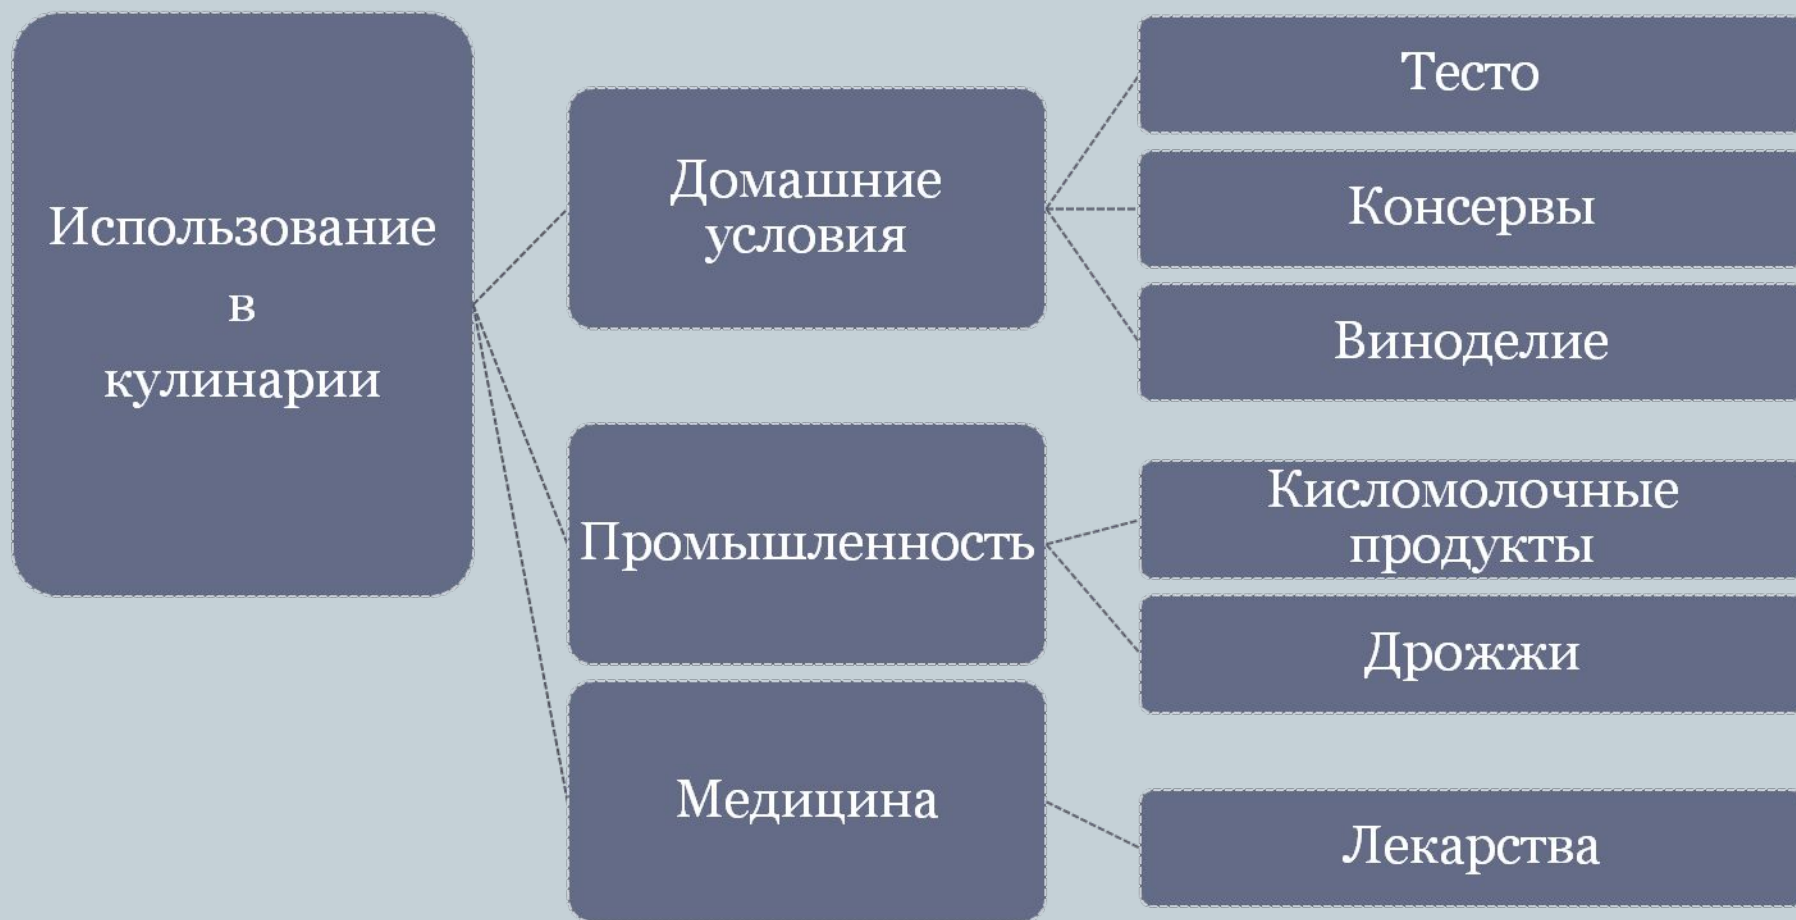 Использование
в
кулинарии
Домашние
условия
Тесто
Консервы
Виноделие
Промышленность
Кисломолочные
продукты
Дрожжи
Медицина
Лекарства